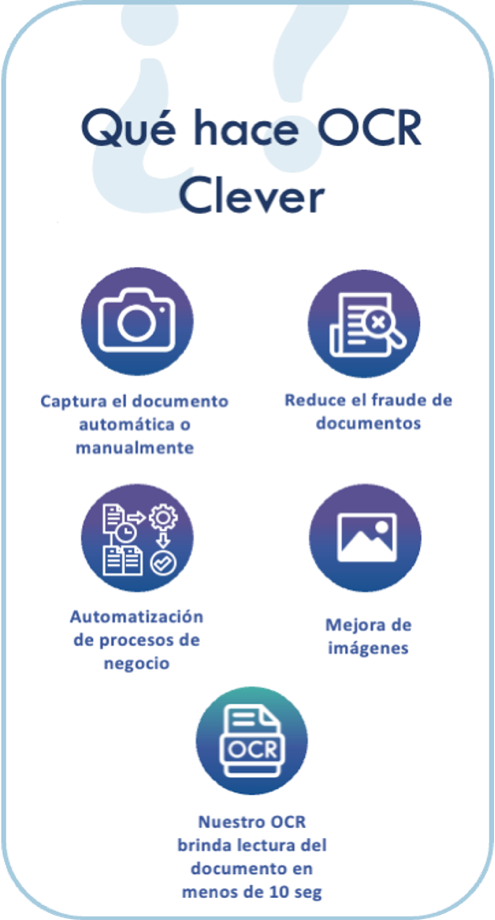 Qué hace OCR
Clever
Captura el documento
automática o
manualmente
Reduce el fraude de
documentos
Automatización
de procesos de
negocio
Mejora de
imágenes
OCR
Nuestro OCR
brinda lectura del
documento en
menos de 10 seg